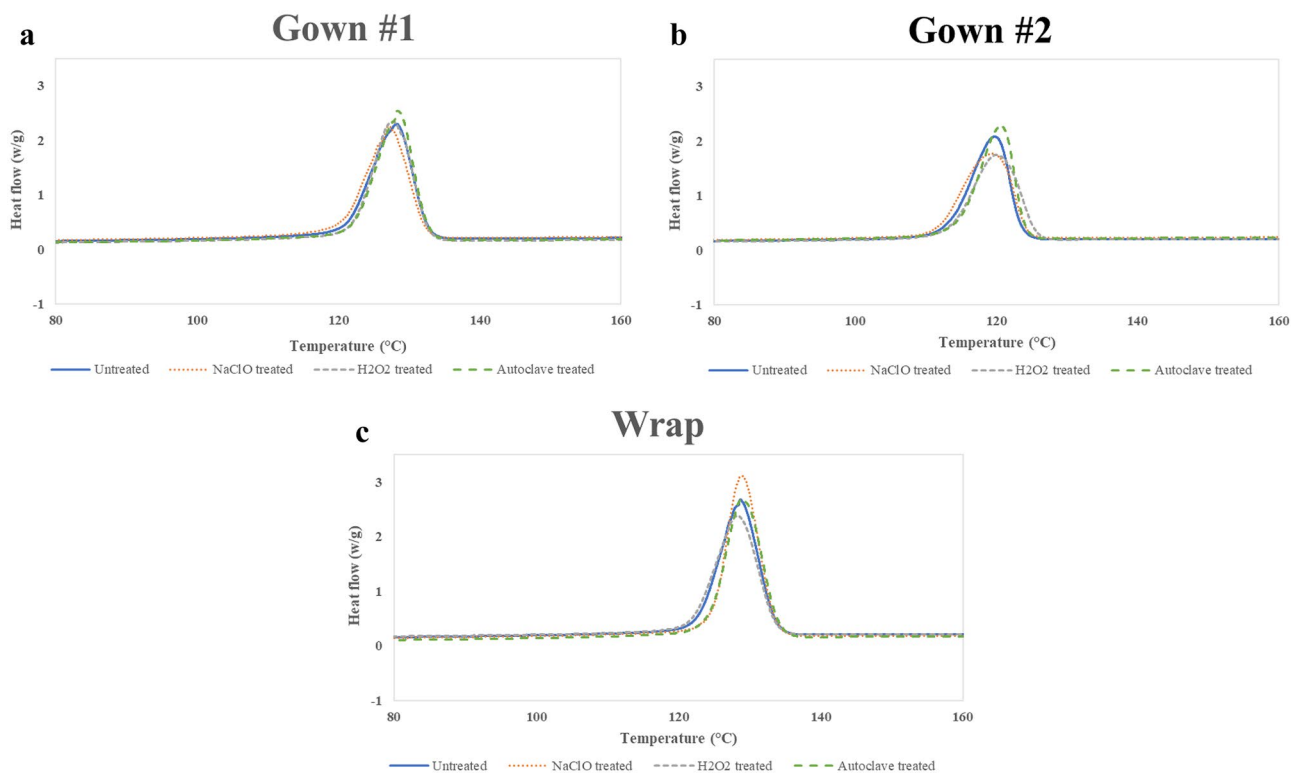 a
Gown #1
3
2
1
0
-1
Heat flow (w/g)
80 100 120 140 160
Temperature (°C)
Untreated NaClO treated H2O2 treated Autoclave treated
b
Gown #2
3
2
1
0
-1
Heat flow (w/g)
80 100 120 140 160
Temperature (°C)
Untreated NaClO treated H2O2 treated Autoclave treated
c
Wrap
3
2
1
0
-1
Heat flow (w/g)
80 100 120 140 160
Temperature (°C)
Untreated NaClO treated H2O2 treated Autoclave treated